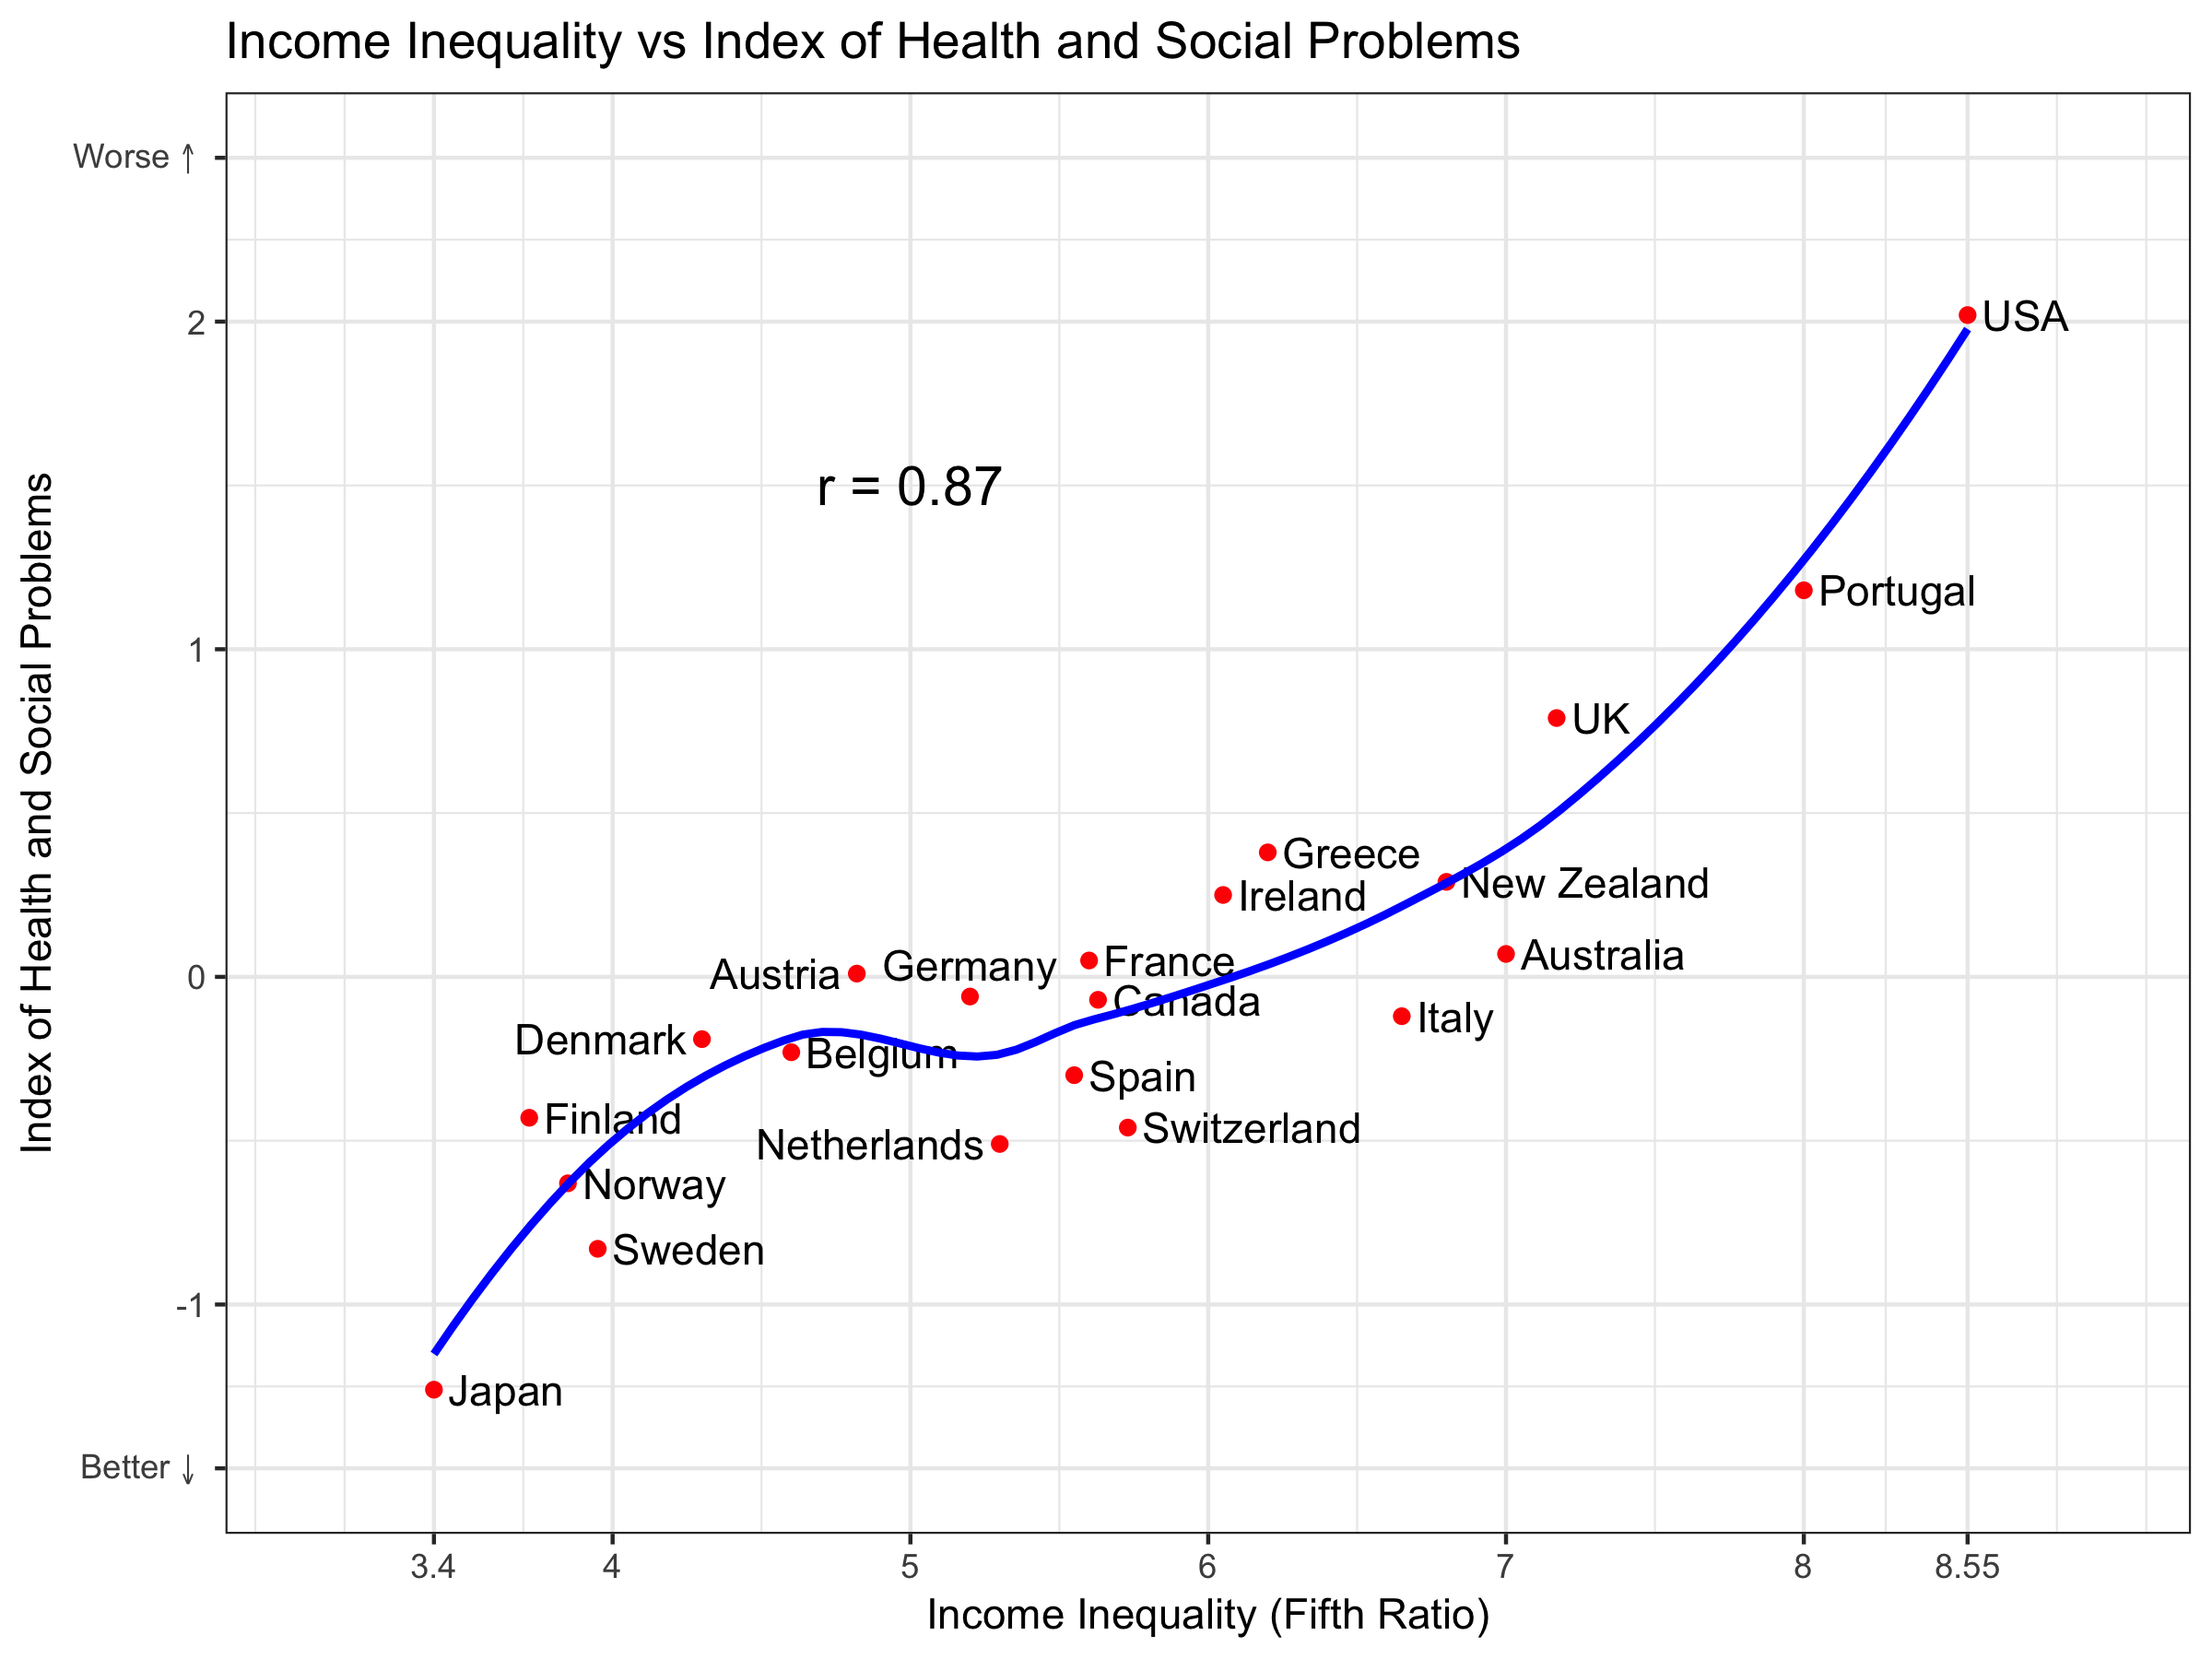 Income Inequality vs Index of Health and Social Problems
Worse ↑
2
1
0
-1
Better ↓
Index of Health and Social Problems
r = 0.87
USA
Portugal
UK
Greece
New Zealand
Ireland
Australia
France
Germany
Austria
Canada
Italy
Denmark
Belgium
Spain
Finland
Switzerland
Netherlands
Norway
Sweden
Japan
3.4
4
5
6
7
8
8.55
Income Inequality (Fifth Ratio)